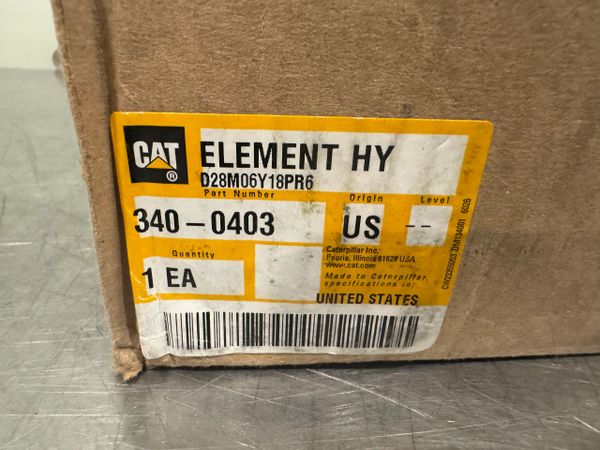 CAT®
ELEMENT HY
D28M06Y18PR6
Part Number
Origin
Level
340-0403
US
--
Quantity
1 EA
Caterpillar Inc.
Peoria, Illinois 61629 USA
www.cat.com
Made to Caterpillar
specifications in:
UNITED STATES
6026